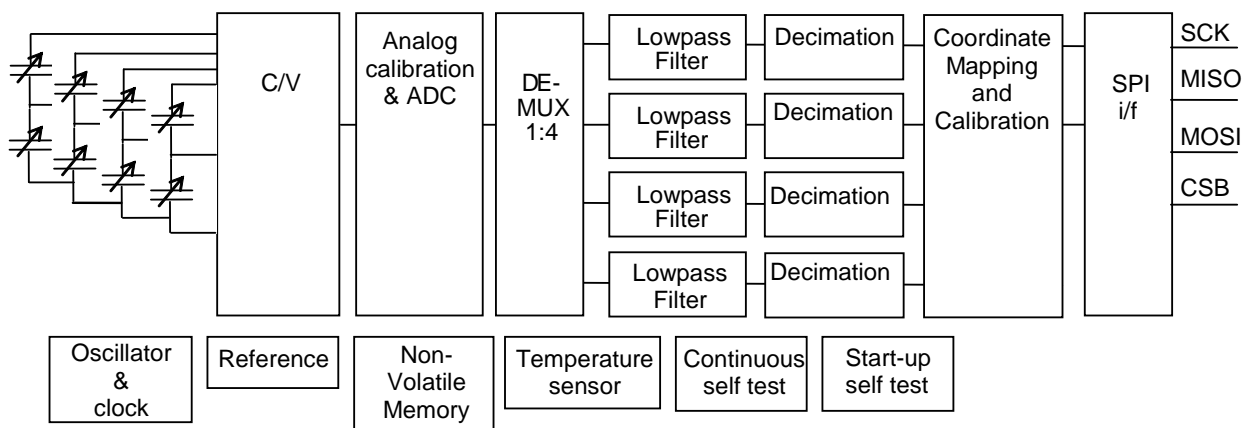 C/V
Analog
calibration
& ADC
DE-
MUX
1:4
Lowpass
Filter
Decimation
Lowpass
Filter
Decimation
Lowpass
Filter
Decimation
Lowpass
Filter
Decimation
Coordinate
Mapping
and
Calibration
SPI
i/f
SCK
MISO
MOSI
CSB
Oscillator
&
clock
Reference
Non-
Volatile
Memory
Temperature
sensor
Continuous
self test
Start-up
self test